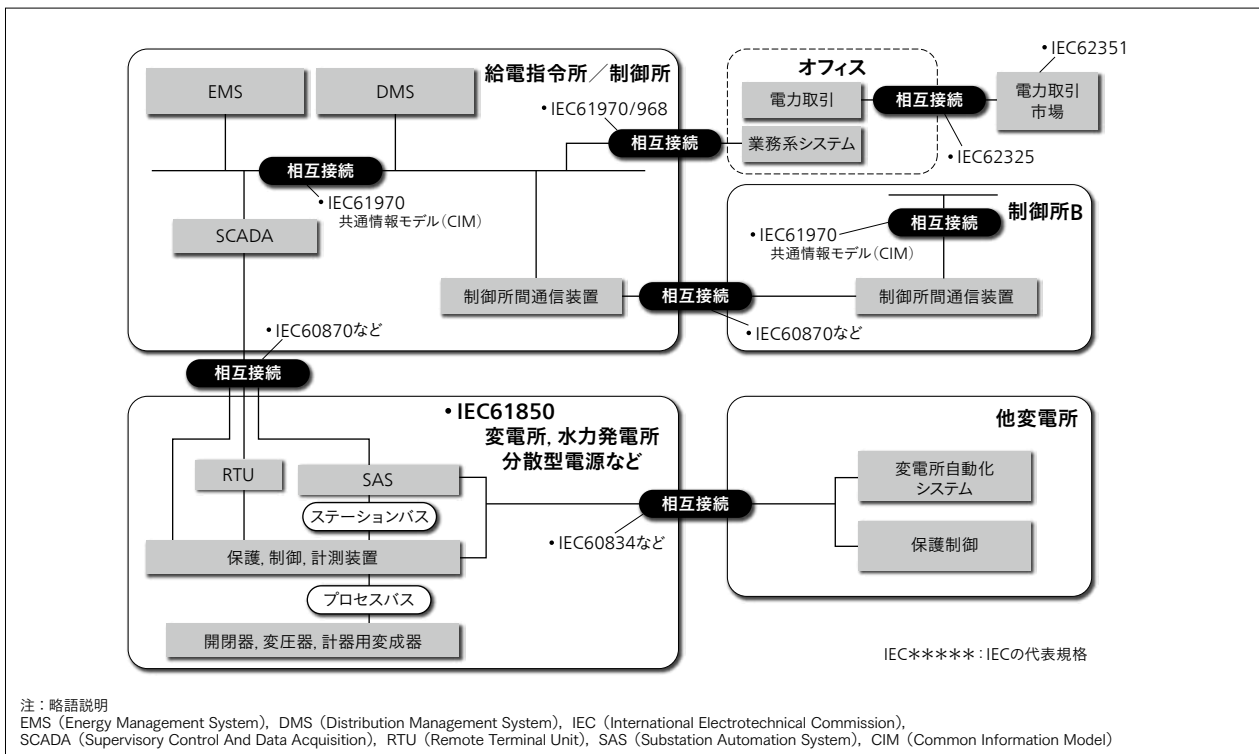 給電指令所／制御所
EMS
DMS
• IEC61970/968
相互接続
相互接続
• IEC61970
共通情報モデル（CIM）
SCADA
制御所間通信装置
オフィス
電力取引
業務系システム
相互接続
• IEC62325
• IEC62351
電力取引
市場
制御所B
相互接続
• IEC61970
共通情報モデル（CIM）
制御所間通信装置
相互接続
• IEC60870など
• IEC60870など
相互接続
• IEC61850
変電所, 水力発電所
分散型電源など
RTU
SAS
ステーションバス
保護, 制御, 計測装置
プロセスバス
開閉器, 変圧器, 計器用変成器
相互接続
• IEC60834など
他変電所
変電所自動化
システム
保護制御
IEC＊＊＊＊＊：IECの代表規格
注：略語説明
EMS（Energy Management System），DMS（Distribution Management System），IEC（International Electrotechnical Commission），
SCADA（Supervisory Control And Data Acquisition），RTU（Remote Terminal Unit），SAS（Substation Automation System），CIM（Common Information Model）